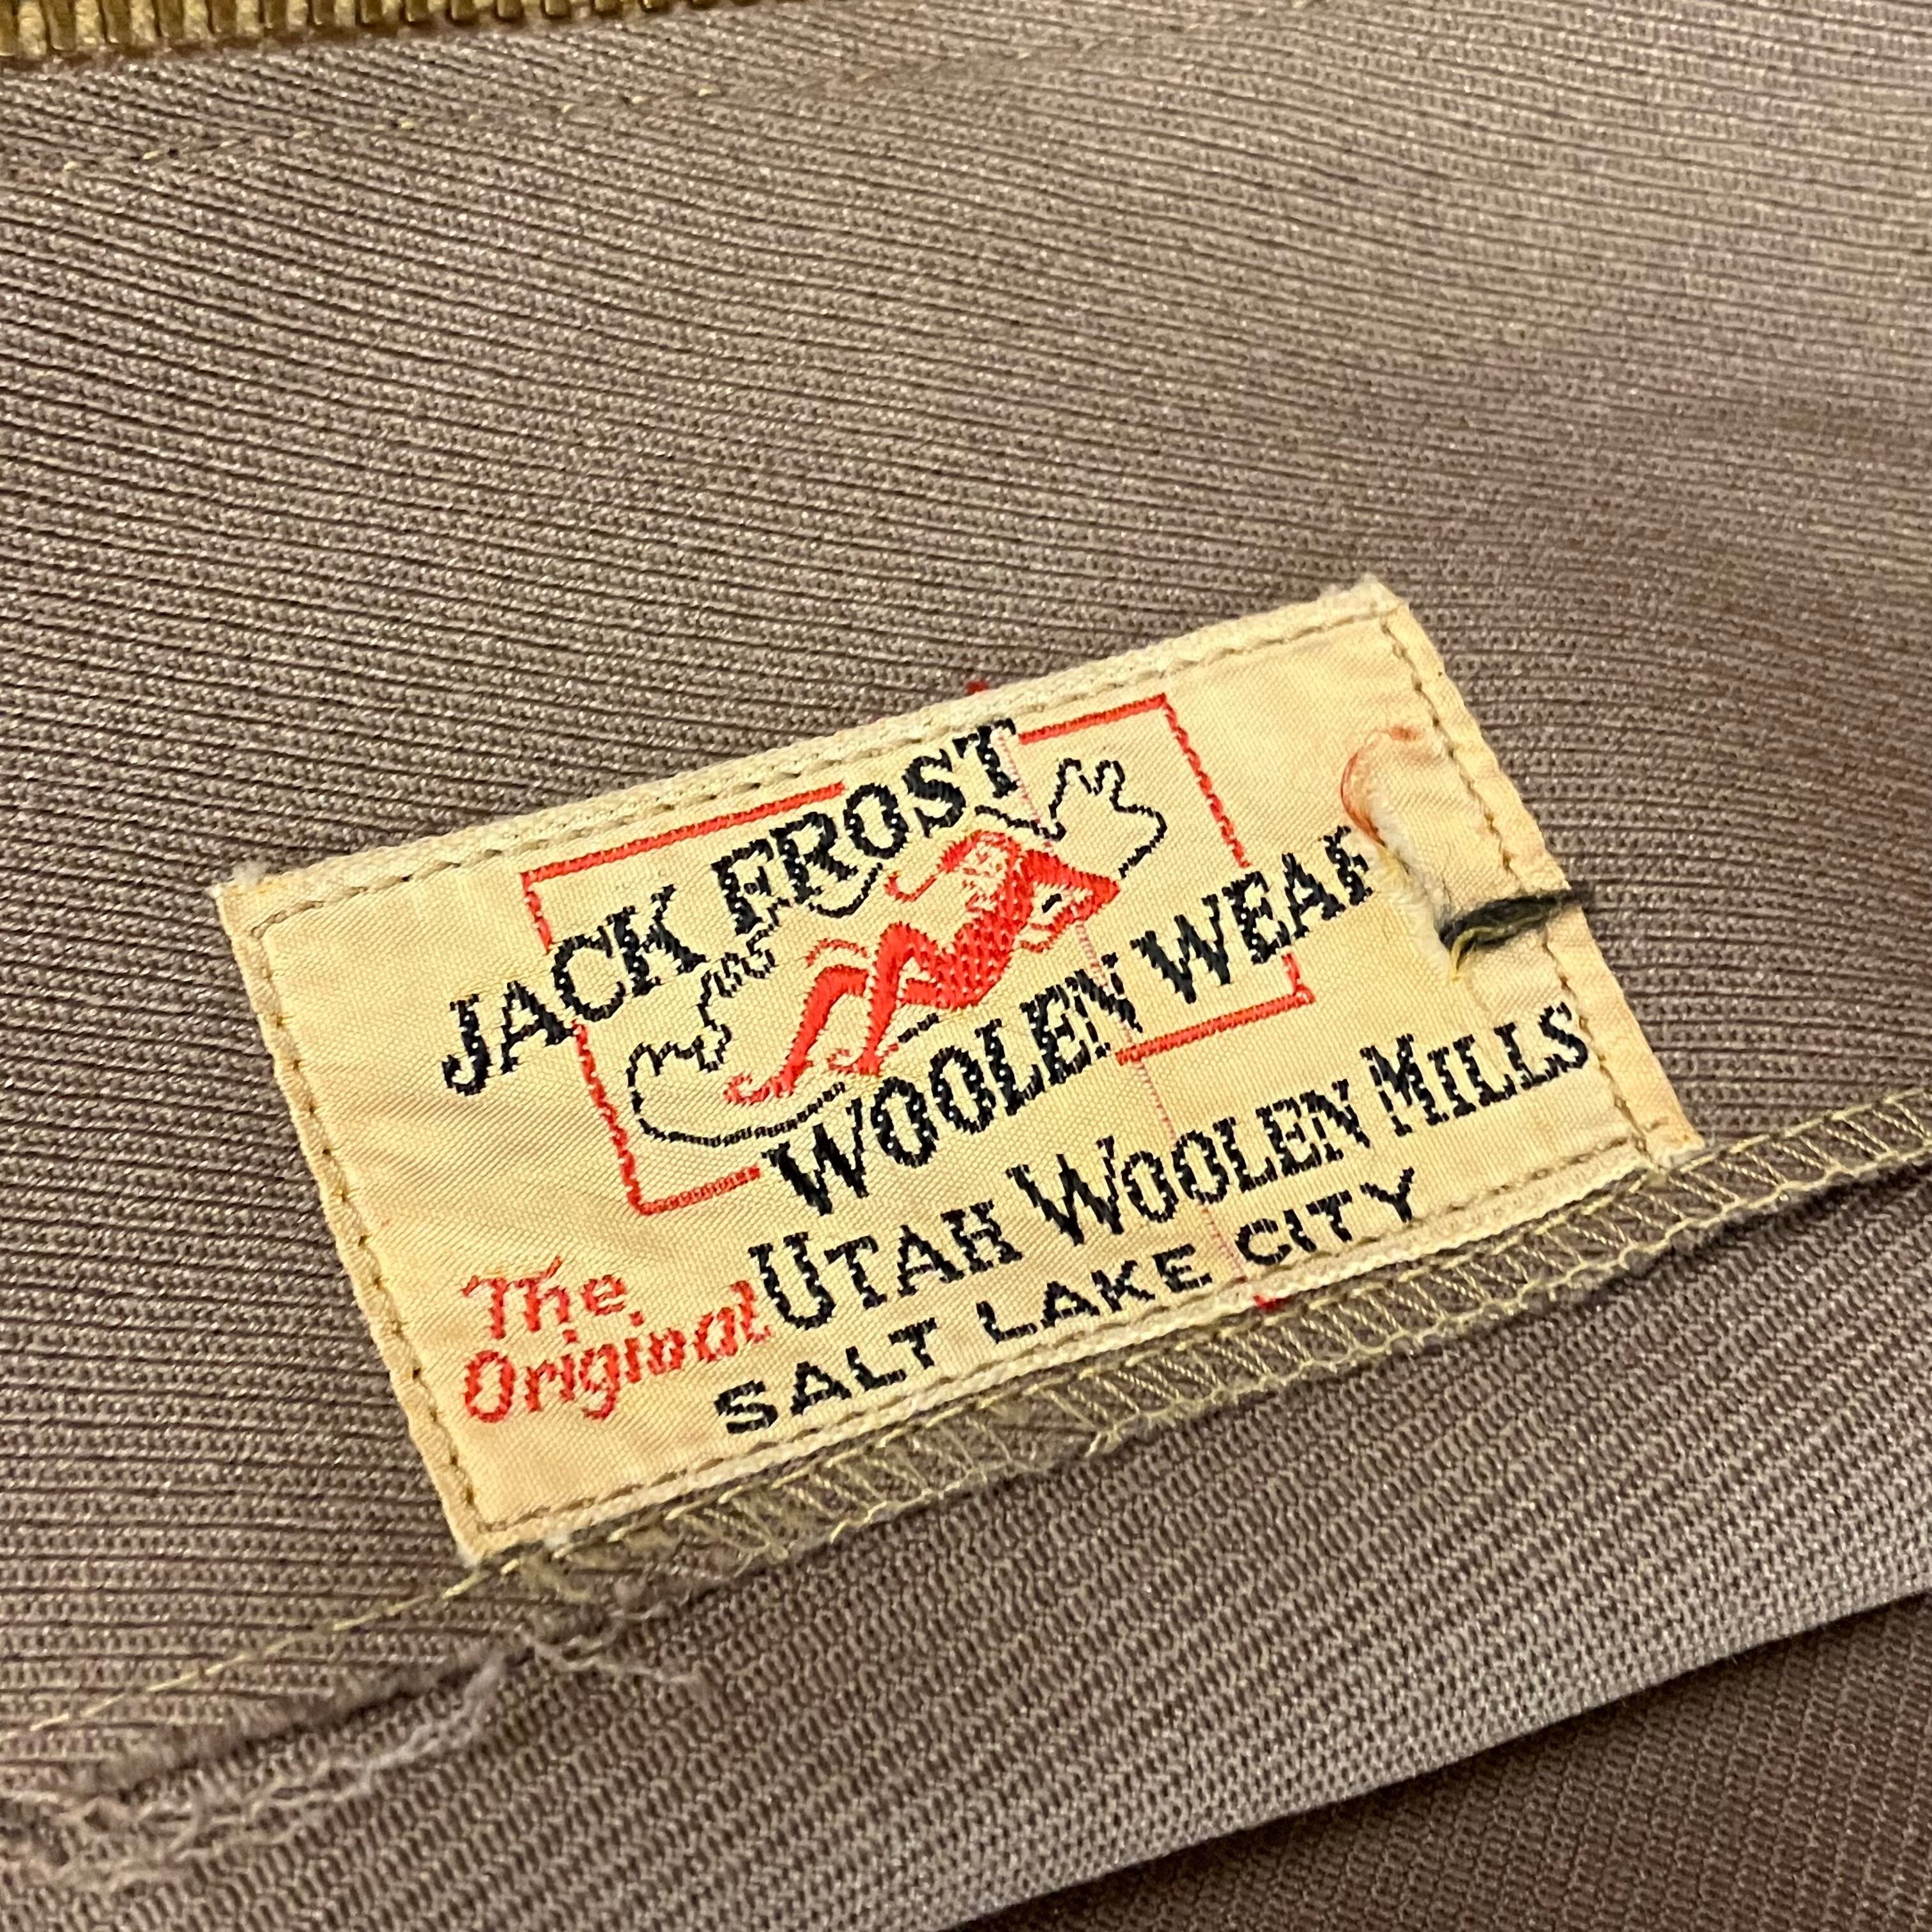 JACK FROST
WOOLEN WEAR
The Original
UTAH WOOLEN MILLS
SALT LAKE CITY